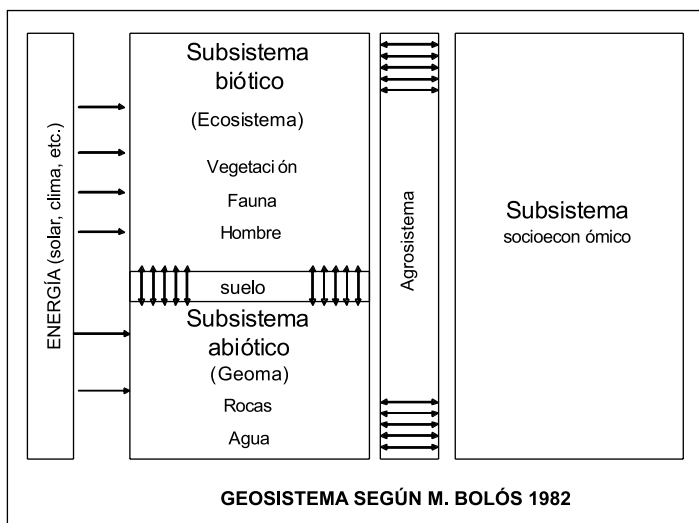 ENERGÍA (solar, clima, etc.)
Subsistema
biótico
(Ecosistema)
Vegetaci ón
Fauna
Hombre
suelo
Subsistema
abiótico
(Geoma)
Rocas
Agua
Agrosistema
Subsistema
socioecon ómico
GEOSISTEMA SEGÚN M. BOLÓS 1982